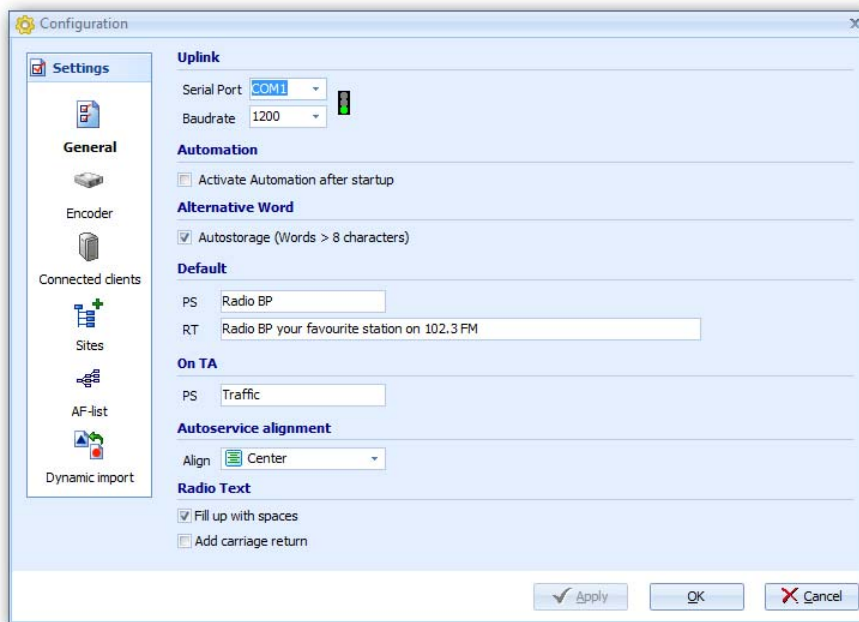 Configuration
Settings
General
Encoder
Connected clients
Sites
AF-list
Dynamic import
Uplink
Serial Port COM1
Baudrate 1200
Automation
Activate Automation after startup
Alternative Word
Autostorage (Words > 8 characters)
Default
PS Radio BP
RT Radio BP your favourite station on 102.3 FM
On TA
PS Traffic
Autoservice alignment
Align Center
Radio Text
Fill up with spaces
Add carriage return
Apply OK Cancel